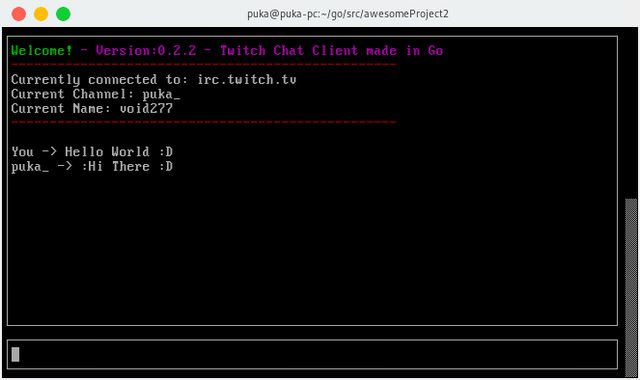 puka@puka-pc:~/go/src/awesomeProject2
Welcome! - Version:0.2.2 - Twitch Chat Client made in Go
--------------------------------------------------
Currently connected to: irc.twitch.tv
Current Channel: puka_
Current Name: void277
--------------------------------------------------
You -> Hello World :D
puka_ -> :Hi There :D